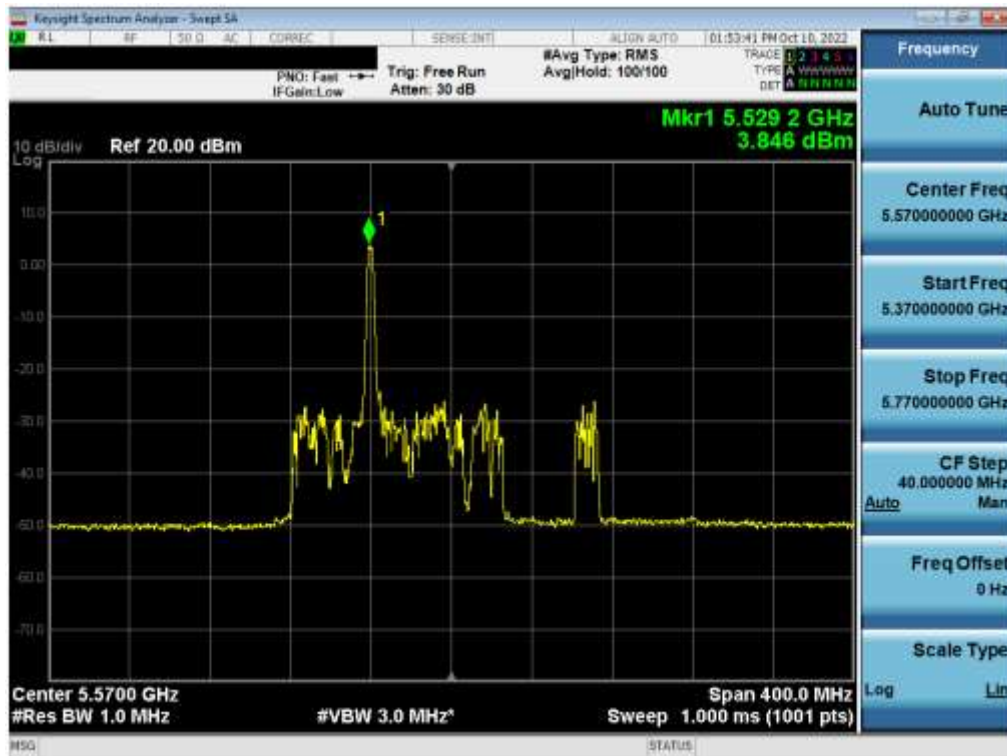 Keysight Spectrum Analyzer - Swept SA
RL RF 50 Ω AC CORREC SENSE:INT ALIGN AUTO 01:53:41 PM Oct 10, 2022
PNO: Fast Trig: Free Run #Avg Type: RMS TRACE 1 2 3 4 5 6
IFGain:Low Atten: 30 dB Avg|Hold: 100/100 TYPE A WWWWW
DET A N N N N N
Mkr1 5.529 2 GHz
3.846 dBm
10 dB/div Ref 20.00 dBm
Log
1
10.0
0.00
-10.0
-20.0
-30.0
-40.0
-50.0
-60.0
-70.0
Center 5.5700 GHz Span 400.0 MHz
#Res BW 1.0 MHz #VBW 3.0 MHz* Sweep 1.000 ms (1001 pts)
MSG STATUS
Frequency
Auto Tune
Center Freq
5.570000000 GHz
Start Freq
5.370000000 GHz
Stop Freq
5.770000000 GHz
CF Step
40.000000 MHz
Auto Man
Freq Offset
0 Hz
Scale Type
Log Lin